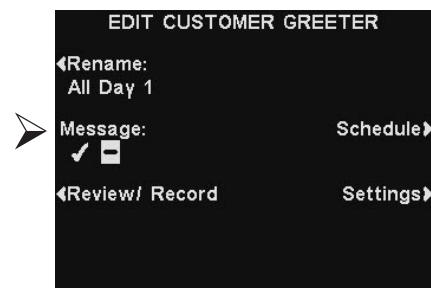 EDIT CUSTOMER GREETER
Rename:
All Day 1
Message: Schedule
✓ -
Review/ Record Settings